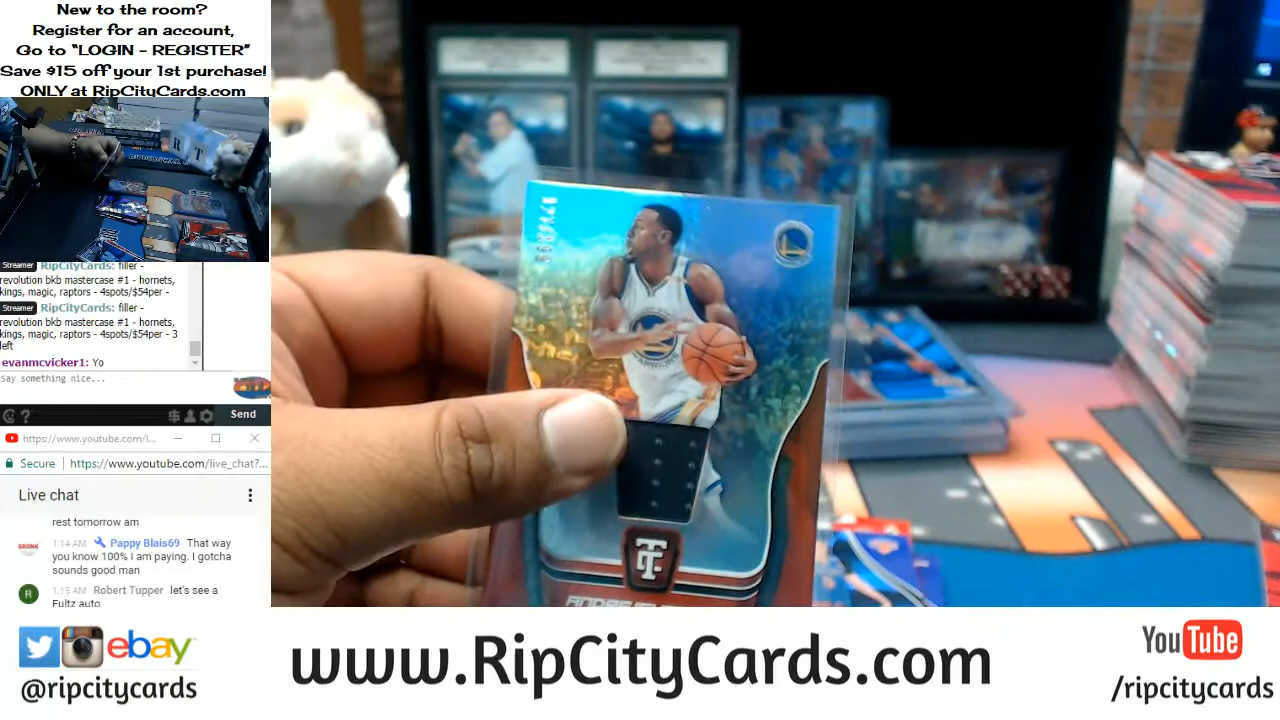 New to the room?
Register for an account,
Go to “LOGIN - REGISTER”
Save $15 off your 1st purchase!
ONLY at RipCityCards.com
Streamer RipCityCards: filler -
revolution bkb mastercase #1 - hornets,
kings, magic, raptors - 4spots/$54per -
Streamer RipCityCards: filler -
revolution bkb mastercase #1 - hornets,
kings, magic, raptors - 4spots/$54per - 3
left
evanmcvicker1: Yo
Say something nice...
Send
https://www.youtube.com/l...
Secure https://www.youtube.com/live_chat?...
Live chat
rest tomorrow am
1:14 AM Pappy Blais69 That way
you know 100% i am paying. I gotcha
sounds good man
R 1:15 AM Robert Tupper let's see a
Fultz auto
ebay
@ripcitycards
www.RipCityCards.com
YouTube
/ripcitycards